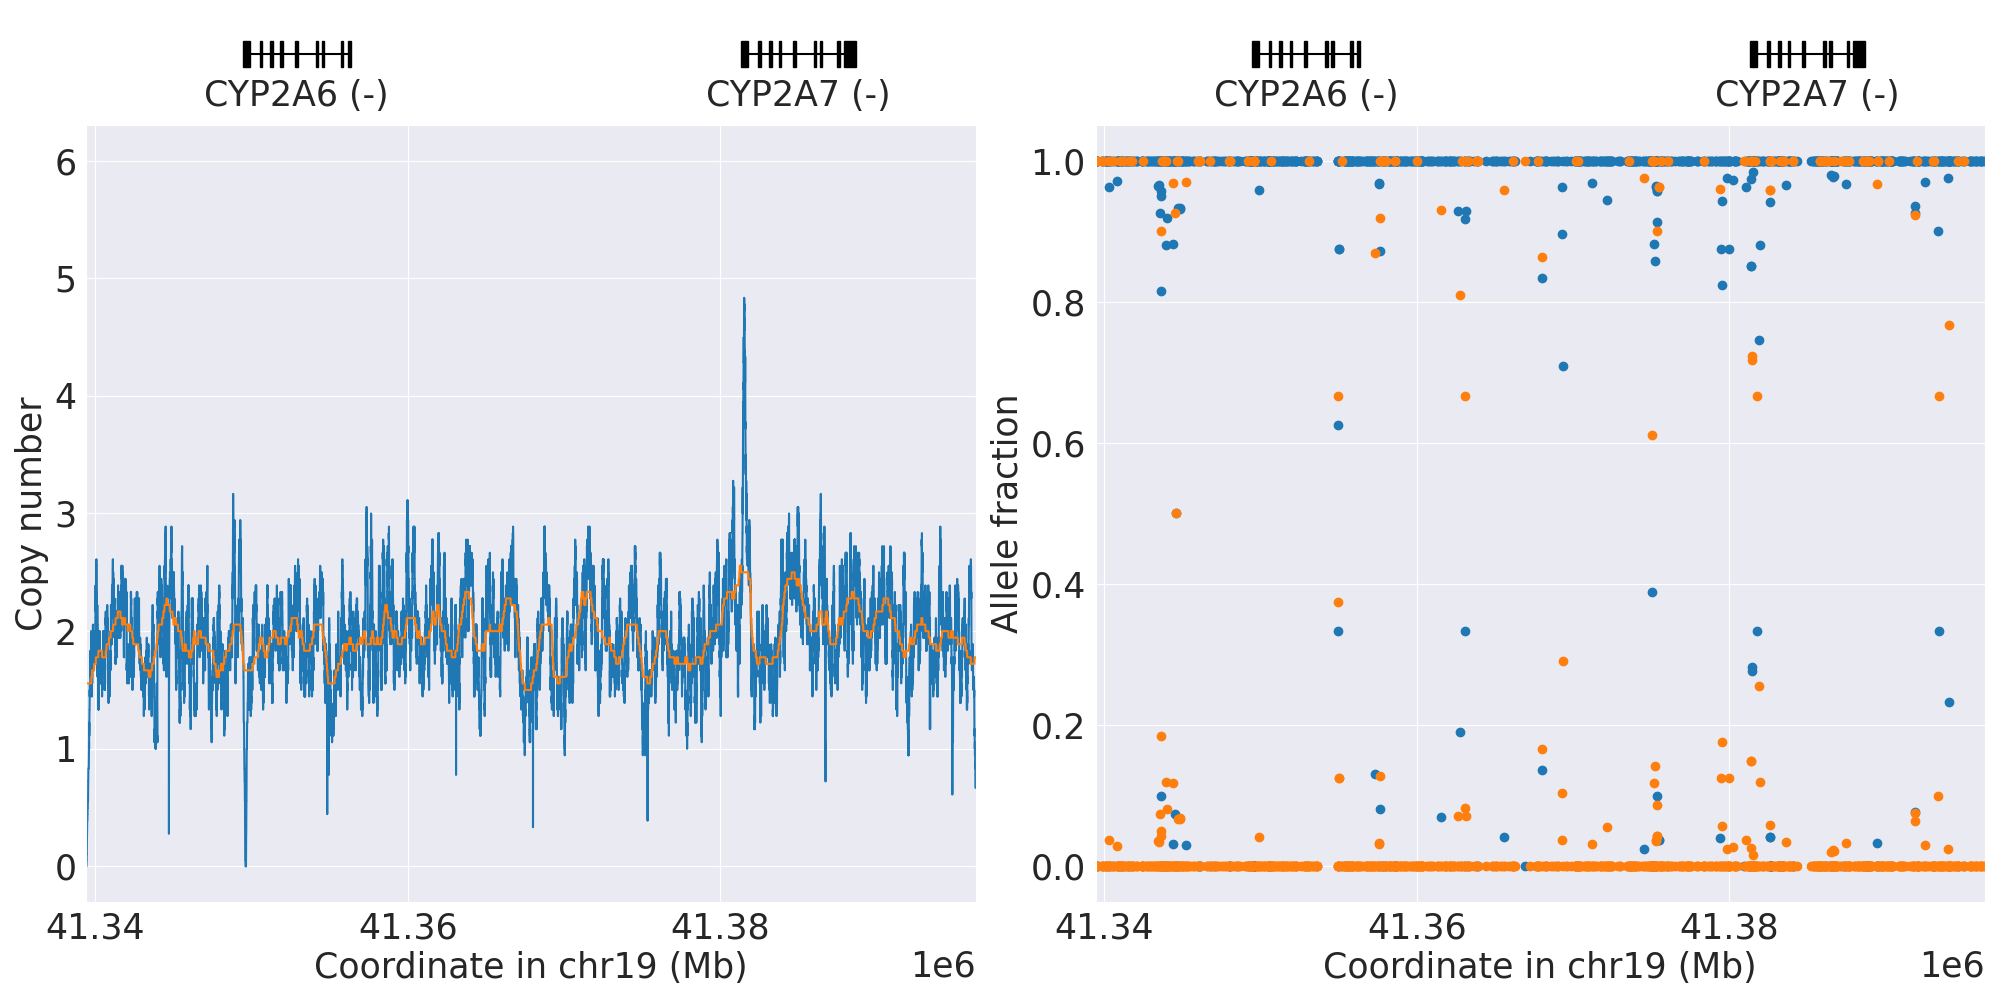 CYP2A6 (-)
CYP2A7 (-)
6
5
4
3
2
1
0
Copy number
41.34
41.36
41.38
Coordinate in chr19 (Mb)
1e6
CYP2A6 (-)
CYP2A7 (-)
1.0
0.8
0.6
0.4
0.2
0.0
Allele fraction
41.34
41.36
41.38
Coordinate in chr19 (Mb)
1e6